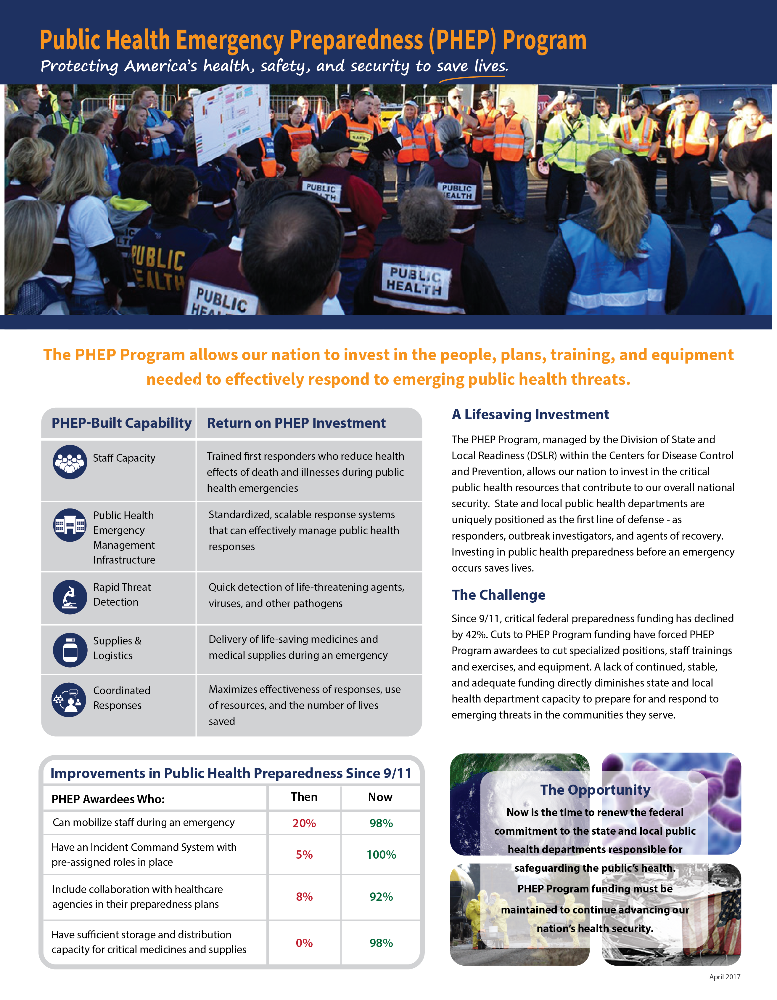 Public Health Emergency Preparedness (PHEP) Program
Protecting America's health, safety, and security to save lives.
SAFETY
PUBLIC
PUBLIC
HEALTH
PUBLIC
PUBLIC
PUBLIC
HEALTH
The PHEP Program allows our nation to invest in the people, plans, training, and equipment
needed to effectively respond to emerging public health threats.
PHEP-Built Capability
Return on PHEP Investment
Staff Capacity
Trained first responders who reduce health
effects of death and illnesses during public
health emergencies
Public Health
Emergency
Management
Infrastructure
Standardized, scalable response systems
that can effectively manage public health
responses
Rapid Threat
Detection
Quick detection of life-threatening agents,
viruses, and other pathogens
Supplies &
Logistics
Delivery of life-saving medicines and
medical supplies during an emergency
Coordinated
Responses
Maximizes effectiveness of responses, use
of resources, and the number of lives
saved
A Lifesaving Investment
The PHEP Program, managed by the Division of State and
Local Readiness (DSLR) within the Centers for Disease Control
and Prevention, allows our nation to invest in the critical
public health resources that contribute to our overall national
security.  State and local public health departments are
uniquely positioned as the first line of defense - as
responders, outbreak investigators, and agents of recovery.
Investing in public health preparedness before an emergency
occurs saves lives.
The Challenge
Since 9/11, critical federal preparedness funding has declined
by 42%. Cuts to PHEP Program funding have forced PHEP
Program awardees to cut specialized positions, staff trainings
and exercises, and equipment. A lack of continued, stable,
and adequate funding directly diminishes state and local
health department capacity to prepare for and respond to
emerging threats in the communities they serve.
Improvements in Public Health Preparedness Since 9/11
PHEP Awardees Who:
Then
Now
Can mobilize staff during an emergency
20%
98%
Have an Incident Command System with
pre-assigned roles in place
5%
100%
Include collaboration with healthcare
agencies in their preparedness plans
8%
92%
Have sufficient storage and distribution
capacity for critical medicines and supplies
0%
98%
The Opportunity
Now is the time to renew the federal
commitment to the state and local public
health departments responsible for
safeguarding the public's health.
PHEP Program funding must be
maintained to continue advancing our
nation's health security.
April 2017